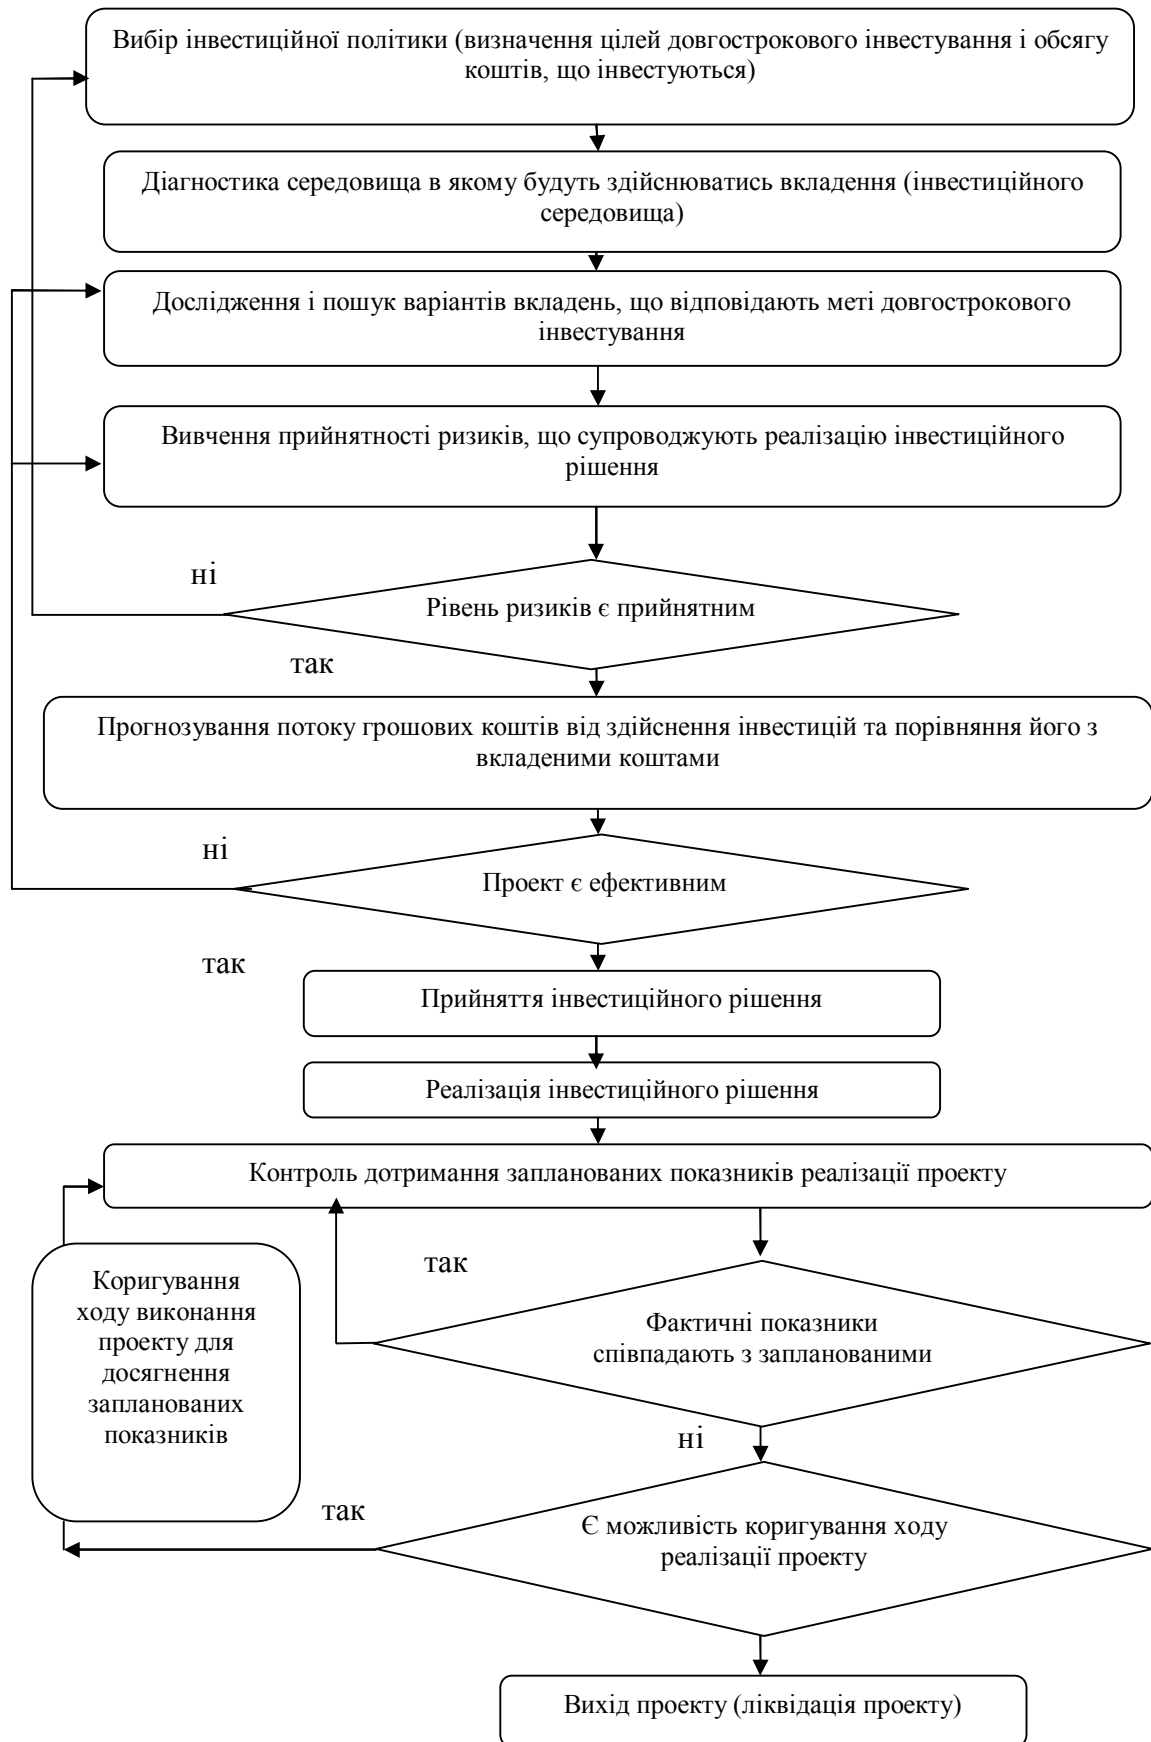 Вибір інвестиційної політики (визначення цілей довгострокового інвестування і обсягу
коштів, що інвестуються)
Діагностика середовища в якому будуть здійснюватись вкладення (інвестиційного
середовища)
Дослідження і пошук варіантів вкладень, що відповідають меті довгострокового
інвестування
Вивчення прийнятності ризиків, що супроводжують реалізацію інвестиційного
рішення
ні
Рівень ризиків є прийнятним
так
Прогнозування потоку грошових коштів від здійснення інвестицій та порівняння його з
вкладеними коштами
ні
Проект є ефективним
так
Прийняття інвестиційного рішення
Реалізація інвестиційного рішення
Контроль дотримання запланованих показників реалізації проекту
так
Коригування
ходу виконання
проекту для
досягнення
запланованих
показників
Фактичні показники
співпадають з запланованими
ні
так
Є можливість коригування ходу
реалізації проекту
Вихід проекту (ліквідація проекту)